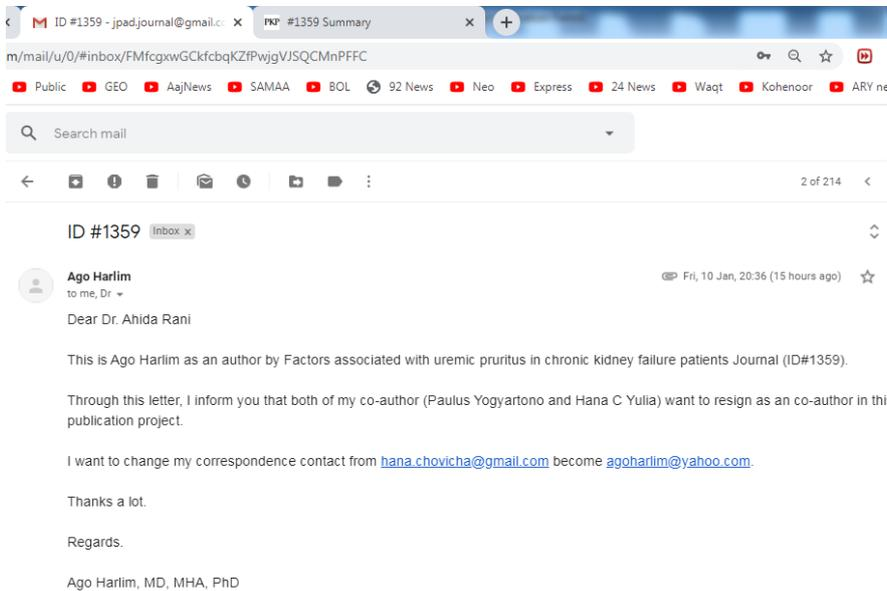 ID #1359 - jpad.journal@gmail.cc
PKP #1359 Summary
m/mail/u/0/#inbox/FMfcgxwGCkfcbqKZfPwjgVJSQCMnPFFC
Public GEO AajNews SAMAA BOL 92 News Neo Express 24 News Waqt Kohenoor ARY ne
Search mail
2 of 214
ID #1359 Inbox x
Ago Harlim Fri, 10 Jan, 20:36 (15 hours ago)
to me, Dr
Dear Dr. Ahida Rani
This is Ago Harlim as an author by Factors associated with uremic pruritus in chronic kidney failure patients Journal (ID#1359).
Through this letter, I inform you that both of my co-author (Paulus Yogyartono and Hana C Yulia) want to resign as an co-author in thi
publication project.
I want to change my correspondence contact from hana.chovicha@gmail.com become agoharlim@yahoo.com.
Thanks a lot.
Regards.
Ago Harlim, MD, MHA, PhD